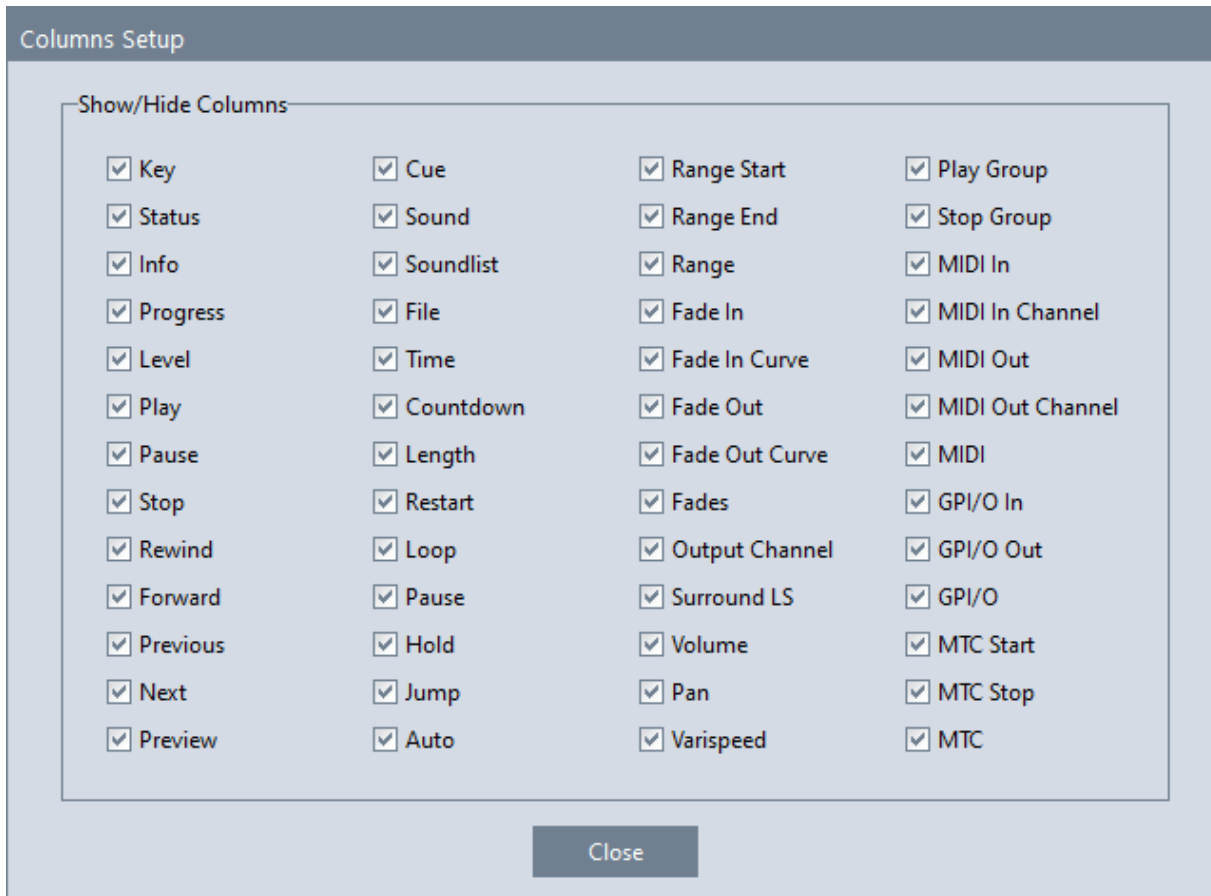 Columns Setup
Show/Hide Columns
Key
Status
Info
Progress
Level
Play
Pause
Stop
Rewind
Forward
Previous
Next
Preview
Cue
Sound
Soundlist
File
Time
Countdown
Length
Restart
Loop
Pause
Hold
Jump
Auto
Range Start
Range End
Range
Fade In
Fade In Curve
Fade Out
Fade Out Curve
Fades
Output Channel
Surround LS
Volume
Pan
Varispeed
Play Group
Stop Group
MIDI In
MIDI In Channel
MIDI Out
MIDI Out Channel
MIDI
GPI/O In
GPI/O Out
GPI/O
MTC Start
MTC Stop
MTC
Close